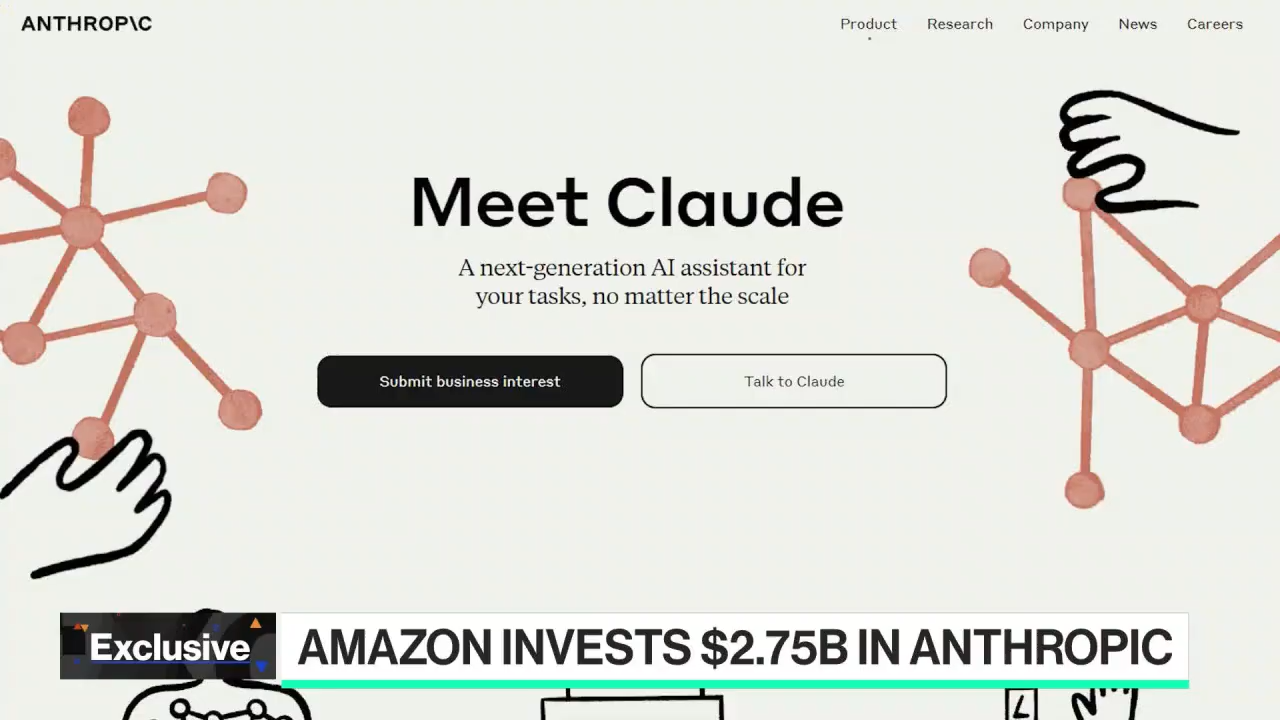 ANTHROP\C
Product Research Company News Careers
Meet Claude
A next-generation AI assistant for
your tasks, no matter the scale
Submit business interest
Talk to Claude
Exclusive
AMAZON INVESTS $2.75B IN ANTHROPIC
L